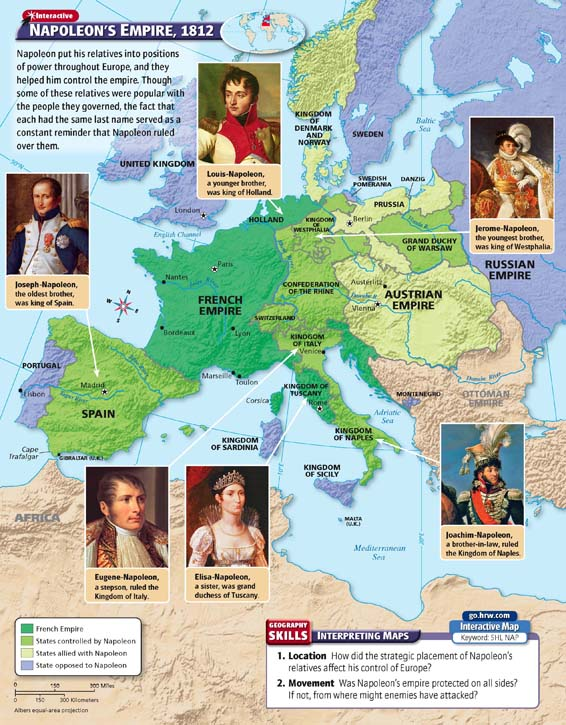 Interactive
NAPOLEON'S EMPIRE, 1812
Napoleon put his relatives into positions
of power throughout Europe, and they
helped him control the empire. Though
some of these relatives were popular with
the people they governed, the fact that
each had the same last name served as a
constant reminder that Napoleon ruled
over them.
Louis-Napoleon,
a younger brother,
was king of Holland.
Jerome-Napoleon,
the youngest brother,
was king of Westphalia.
Joseph-Napoleon,
the oldest brother,
was king of Spain.
KINGDOM
OF
DENMARK
AND
NORWAY
SWEDEN
Baltic
Sea
UNITED KINGDOM
London
English Channel
SWEDISH
POMERANIA
DANZIG
PRUSSIA
Berlin
HOLLAND
KINGDOM
OF
WESTPHALIA
GRAND DUCHY
OF WARSAW
RUSSIAN
EMPIRE
Paris
Nantes
FRENCH
EMPIRE
CONFEDERATION
OF THE RHINE
Austerlitz
Vienna
AUSTRIAN
EMPIRE
N
E
S
W
Bordeaux
Lyon
SWITZERLAND
KINGDOM
OF ITALY
Venice
Marseille
Toulon
PORTUGAL
Lisbon
Madrid
SPAIN
Corsica
KINGDOM OF
TUSCANY
Rome
MONTENEGRO
Danube River
OTTOMAN
EMPIRE
Adriatic
Sea
Cape
Trafalgar
GIBRALTAR (U.K.)
KINGDOM
OF SARDINIA
KINGDOM
OF NAPLES
KINGDOM
OF SICILY
MALTA
(U.K.)
AFRICA
Mediterranean
Sea
Eugene-Napoleon,
a stepson, ruled the
Kingdom of Italy.
Elisa-Napoleon,
a sister, was grand
duchess of Tuscany.
Joachim-Napoleon,
a brother-in-law, ruled
the Kingdom of Naples.
French Empire
States controlled by Napoleon
States allied with Napoleon
State opposed to Napoleon
0 150 300 Miles
0 150 300 Kilometers
Albers equal-area projection
GEOGRAPHY
SKILLS
INTERPRETING MAPS
go.hrw.com
Interactive Map
Keyword: SHL NAP
1. Location How did the strategic placement of Napoleon's
relatives affect his control of Europe?
2. Movement Was Napoleon's empire protected on all sides?
If not, from where might enemies have attacked?